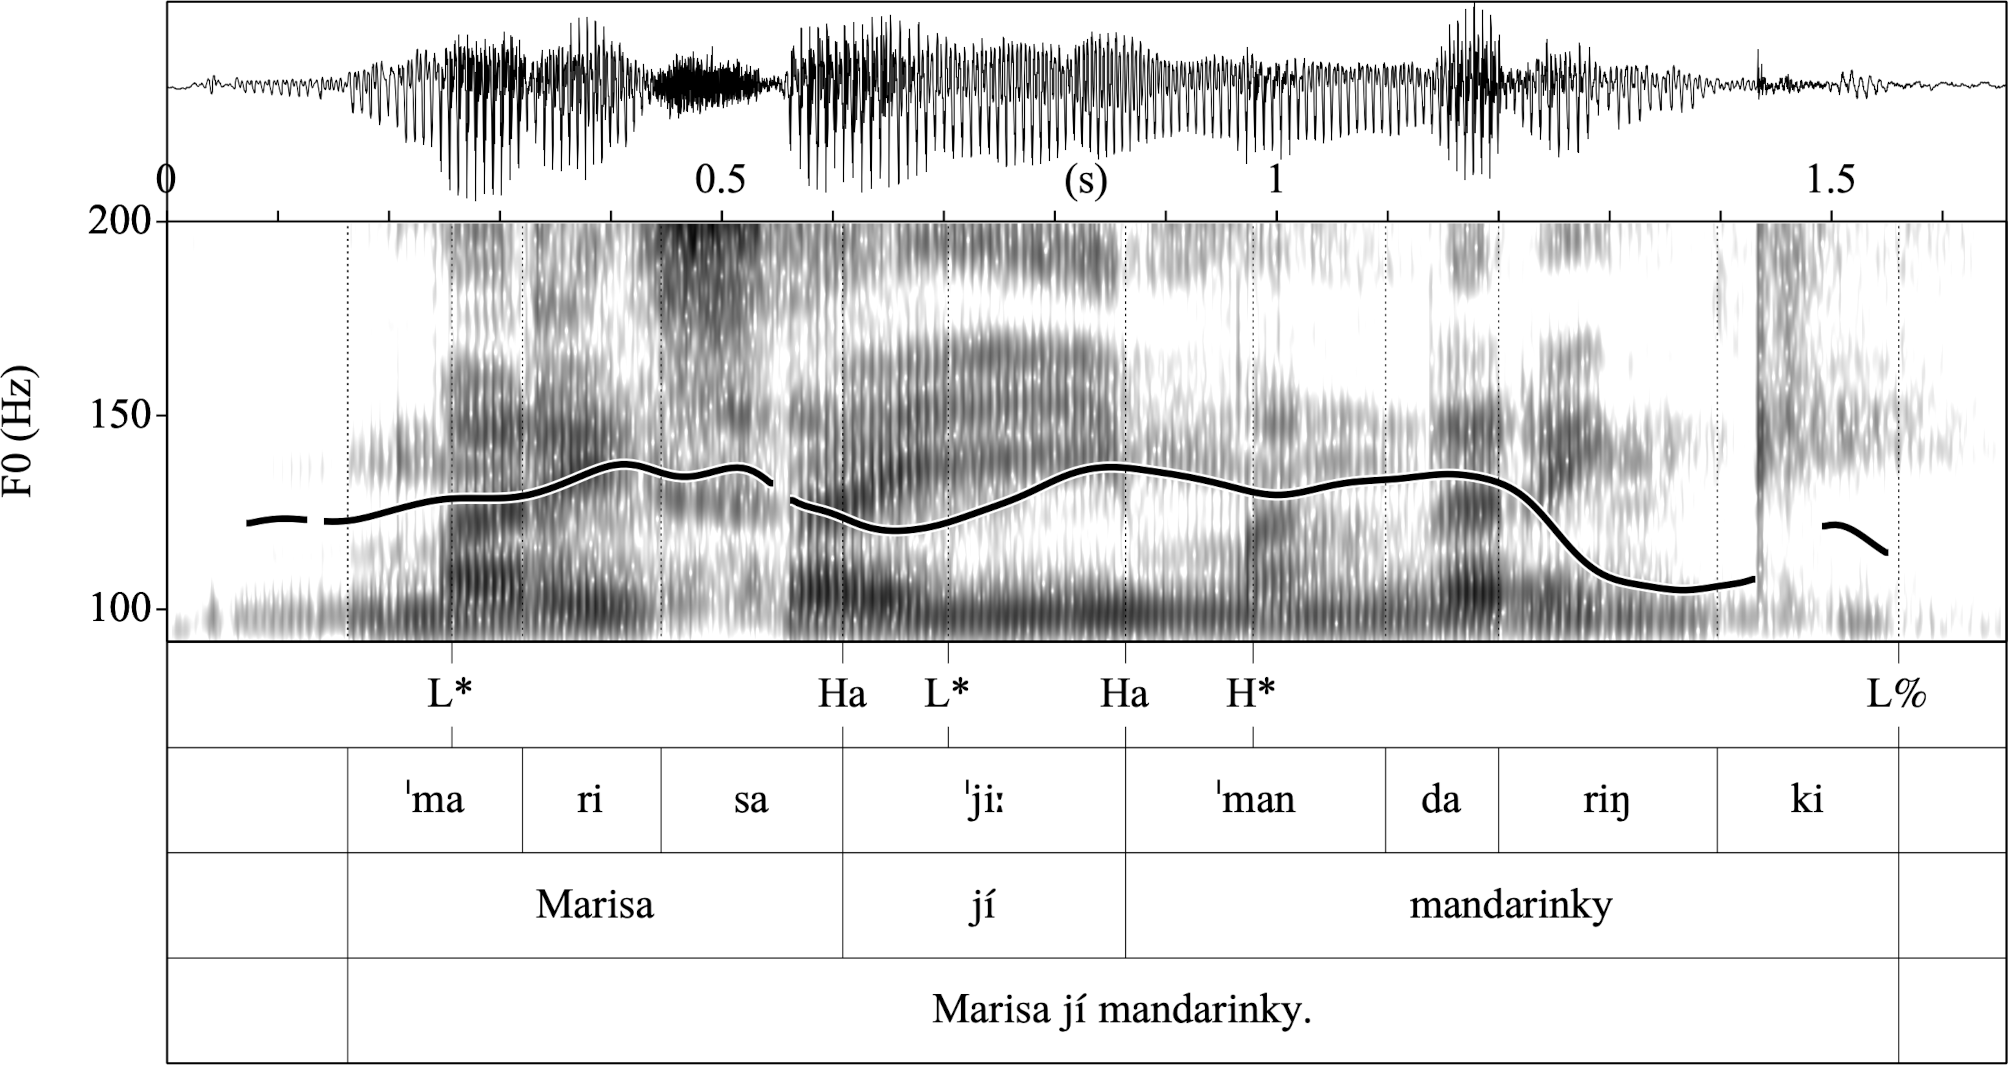 0 0.5 (s) 1 1.5
200
150
100
F0 (Hz)
L* Ha L* Ha H* L%
ˈma ri sa ˈjiː ˈman da riŋ ki
Marisa jí mandarinky
Marisa jí mandarinky.